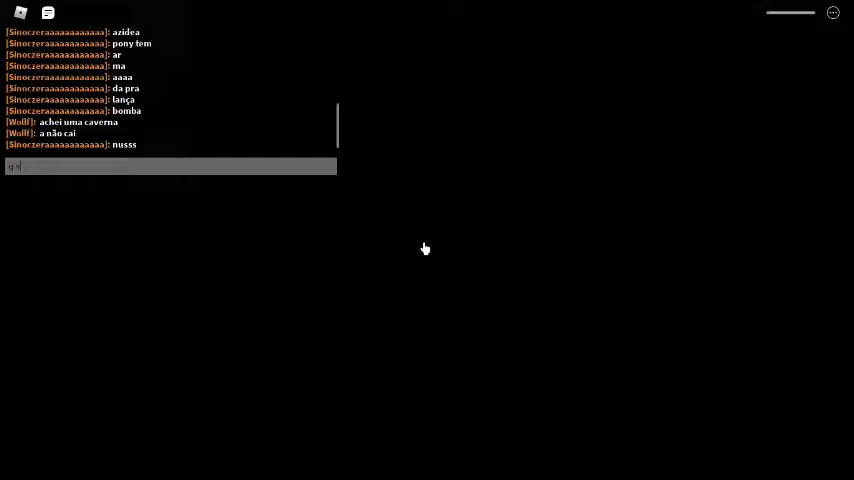 [Sinoczeraaaaaaaaaaaa]: azidea
[Sinoczeraaaaaaaaaaaa]: pony tem
[Sinoczeraaaaaaaaaaaa]: ar
[Sinoczeraaaaaaaaaaaa]: ma
[Sinoczeraaaaaaaaaaaa]: aaaa
[Sinoczeraaaaaaaaaaaa]: da pra
[Sinoczeraaaaaaaaaaaa]: lança
[Sinoczeraaaaaaaaaaaa]: bomba
[Wollf]: achei uma caverna
[Wollf]: a não cai
[Sinoczeraaaaaaaaaaaa]: nusss